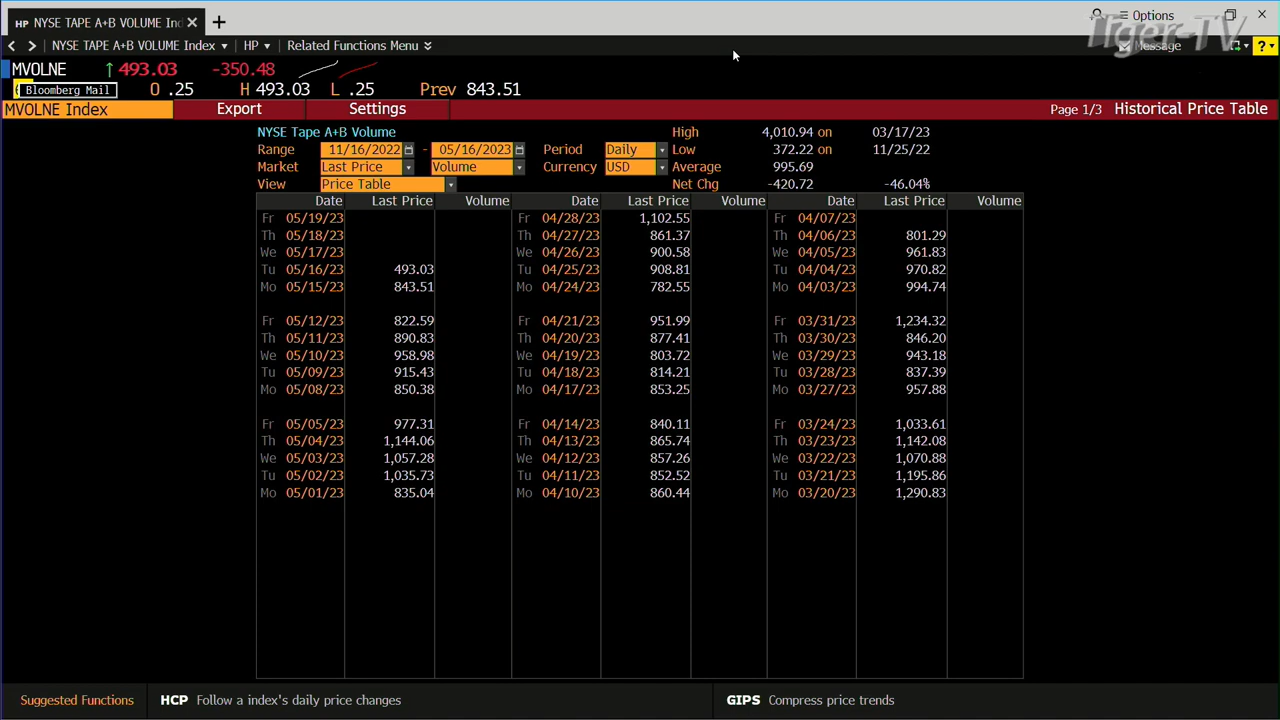 HP NYSE TAPE A+B VOLUME Ind
Options
Tiger-TV
NYSE TAPE A+B VOLUME Index HP Related Functions Menu Message ?
MVOLNE ↑ 493.03 -350.48
Bloomberg Mail O .25 H 493.03 L .25 Prev 843.51
MVOLNE Index Export Settings Page 1/3 Historical Price Table
NYSE Tape A+B Volume High 4,010.94 on 03/17/23
Range 11/16/2022 - 05/16/2023 Period Daily Low 372.22 on 11/25/22
Market Last Price Volume Currency USD Average 995.69
View Price Table Net Chg -420.72 -46.04%
Date Last Price Volume Date Last Price Volume Date Last Price Volume
Fr 05/19/23 Fr 04/28/23 1,102.55 Fr 04/07/23
Th 05/18/23 Th 04/27/23 861.37 Th 04/06/23 801.29
We 05/17/23 We 04/26/23 900.58 We 04/05/23 961.83
Tu 05/16/23 493.03 Tu 04/25/23 908.81 Tu 04/04/23 970.82
Mo 05/15/23 843.51 Mo 04/24/23 782.55 Mo 04/03/23 994.74
Fr 05/12/23 822.59 Fr 04/21/23 951.99 Fr 03/31/23 1,234.32
Th 05/11/23 890.83 Th 04/20/23 877.41 Th 03/30/23 846.20
We 05/10/23 958.98 We 04/19/23 803.72 We 03/29/23 943.18
Tu 05/09/23 915.43 Tu 04/18/23 814.21 Tu 03/28/23 837.39
Mo 05/08/23 850.38 Mo 04/17/23 853.25 Mo 03/27/23 957.88
Fr 05/05/23 977.31 Fr 04/14/23 840.11 Fr 03/24/23 1,033.61
Th 05/04/23 1,144.06 Th 04/13/23 865.74 Th 03/23/23 1,142.08
We 05/03/23 1,057.28 We 04/12/23 857.26 We 03/22/23 1,070.88
Tu 05/02/23 1,035.73 Tu 04/11/23 852.52 Tu 03/21/23 1,195.86
Mo 05/01/23 835.04 Mo 04/10/23 860.44 Mo 03/20/23 1,290.83
Suggested Functions HCP Follow a index's daily price changes GIPS Compress price trends